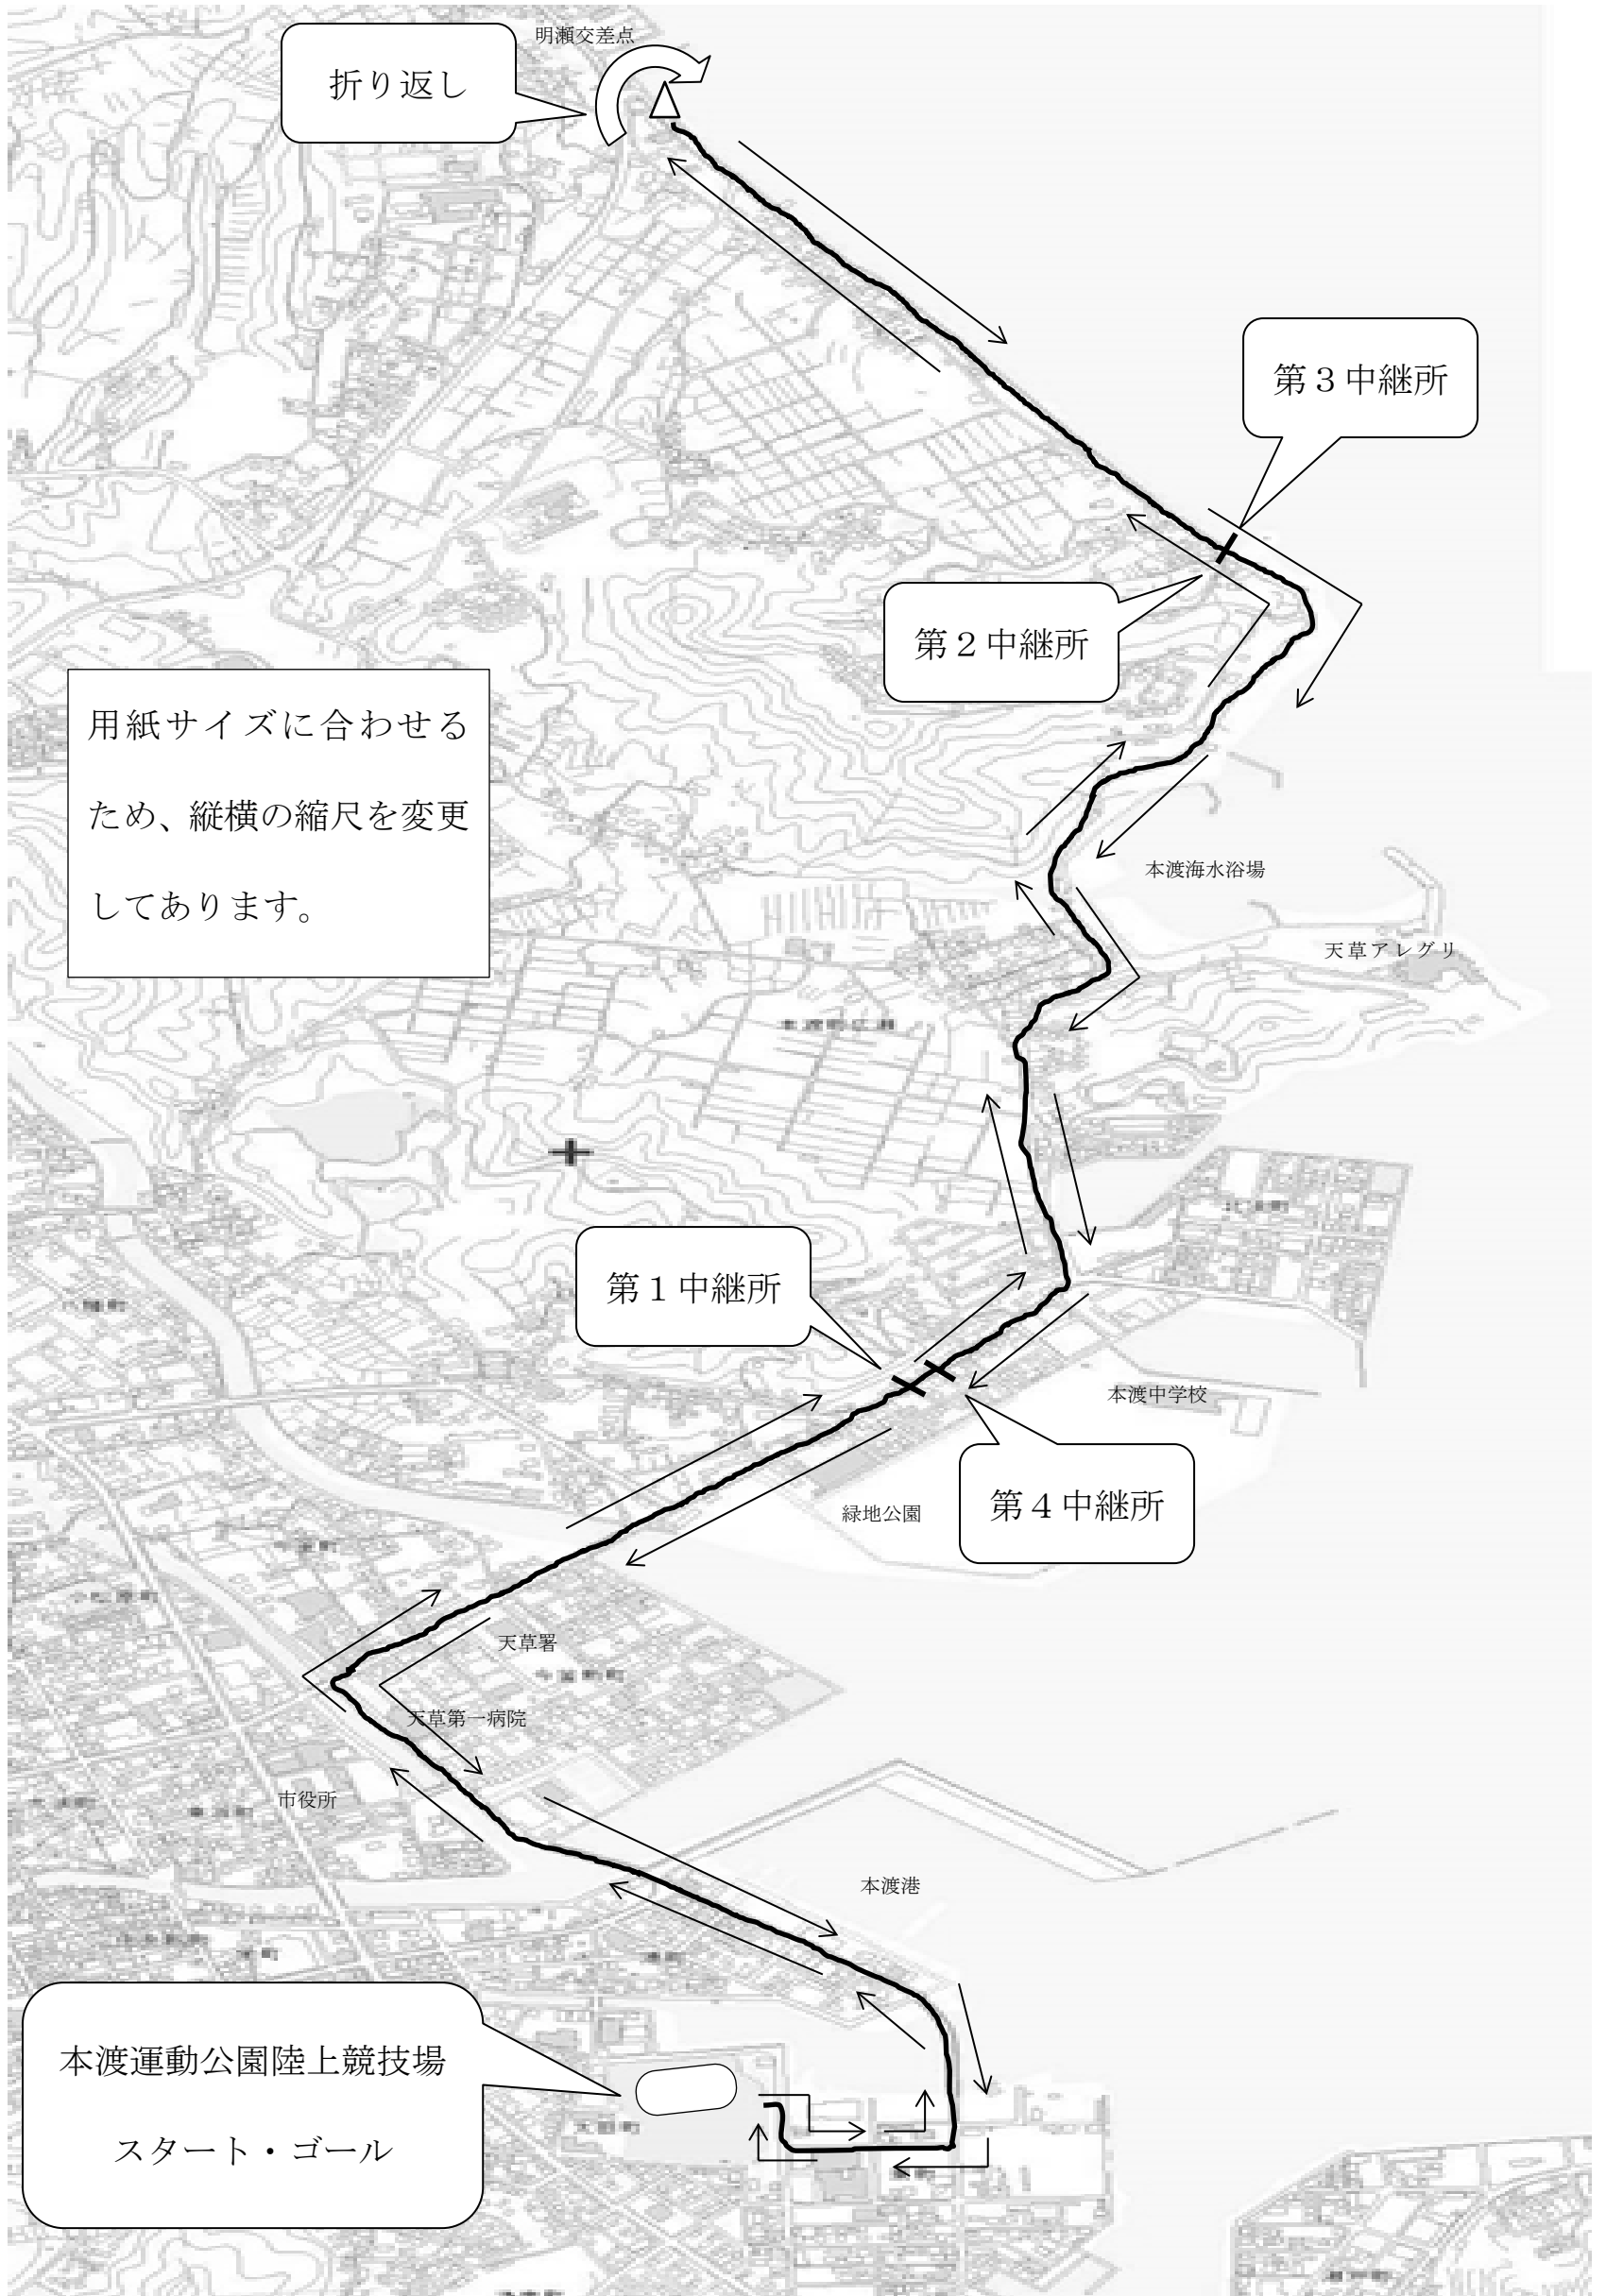 明瀬交差点
折り返し
第３中継所
第２中継所
用紙サイズに合わせる
ため、縦横の縮尺を変更
してあります。
本渡海水浴場
天草アレグリ
第１中継所
本渡中学校
第４中継所
緑地公園
天草署
天草第一病院
市役所
本渡港
本渡運動公園陸上競技場
スタート・ゴール